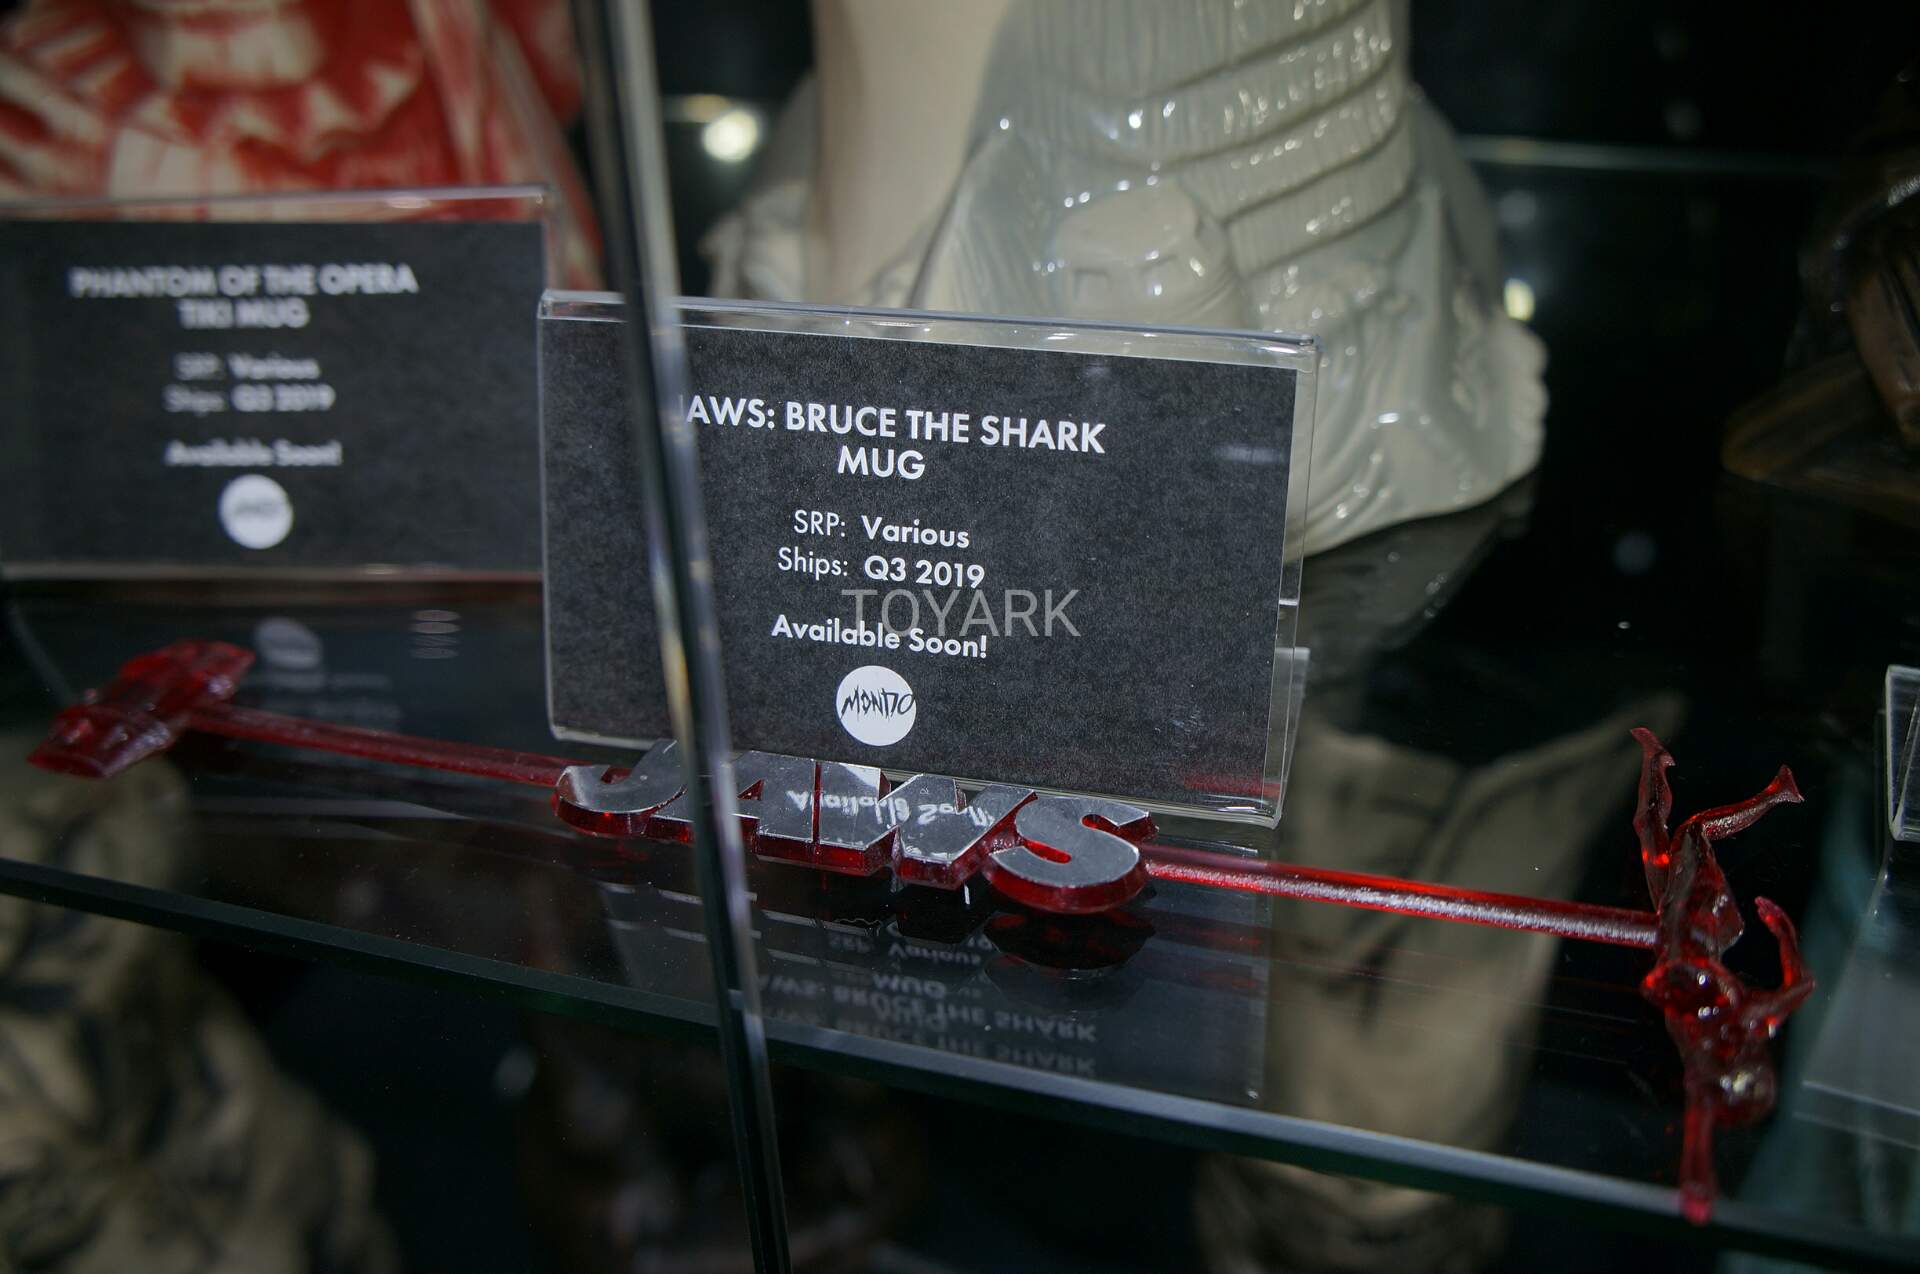 PHANTOM OF THE OPERA
TIKI MUG
SRP: Various
Ships: Q3 2019
Available Soon!
JAWS: BRUCE THE SHARK
MUG
SRP: Various
Ships: Q3 2019
TOYARK
Available Soon!
MONDO
JAWS